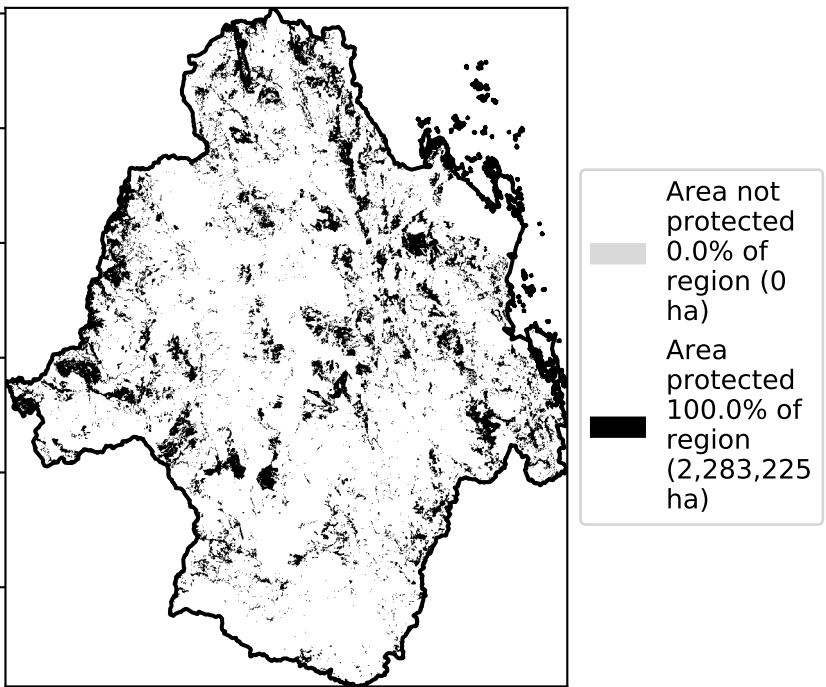 Area not
protected
0.0% of
region (0
ha)
Area
protected
100.0% of
region
(2,283,225
ha)